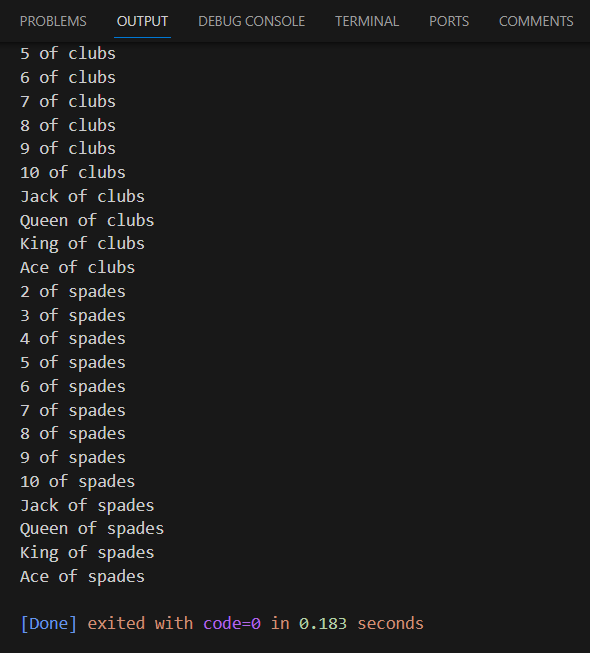 PROBLEMS OUTPUT DEBUG CONSOLE TERMINAL PORTS COMMENTS
5 of clubs
6 of clubs
7 of clubs
8 of clubs
9 of clubs
10 of clubs
Jack of clubs
Queen of clubs
King of clubs
Ace of clubs
2 of spades
3 of spades
4 of spades
5 of spades
6 of spades
7 of spades
8 of spades
9 of spades
10 of spades
Jack of spades
Queen of spades
King of spades
Ace of spades
[Done] exited with code=0 in 0.183 seconds